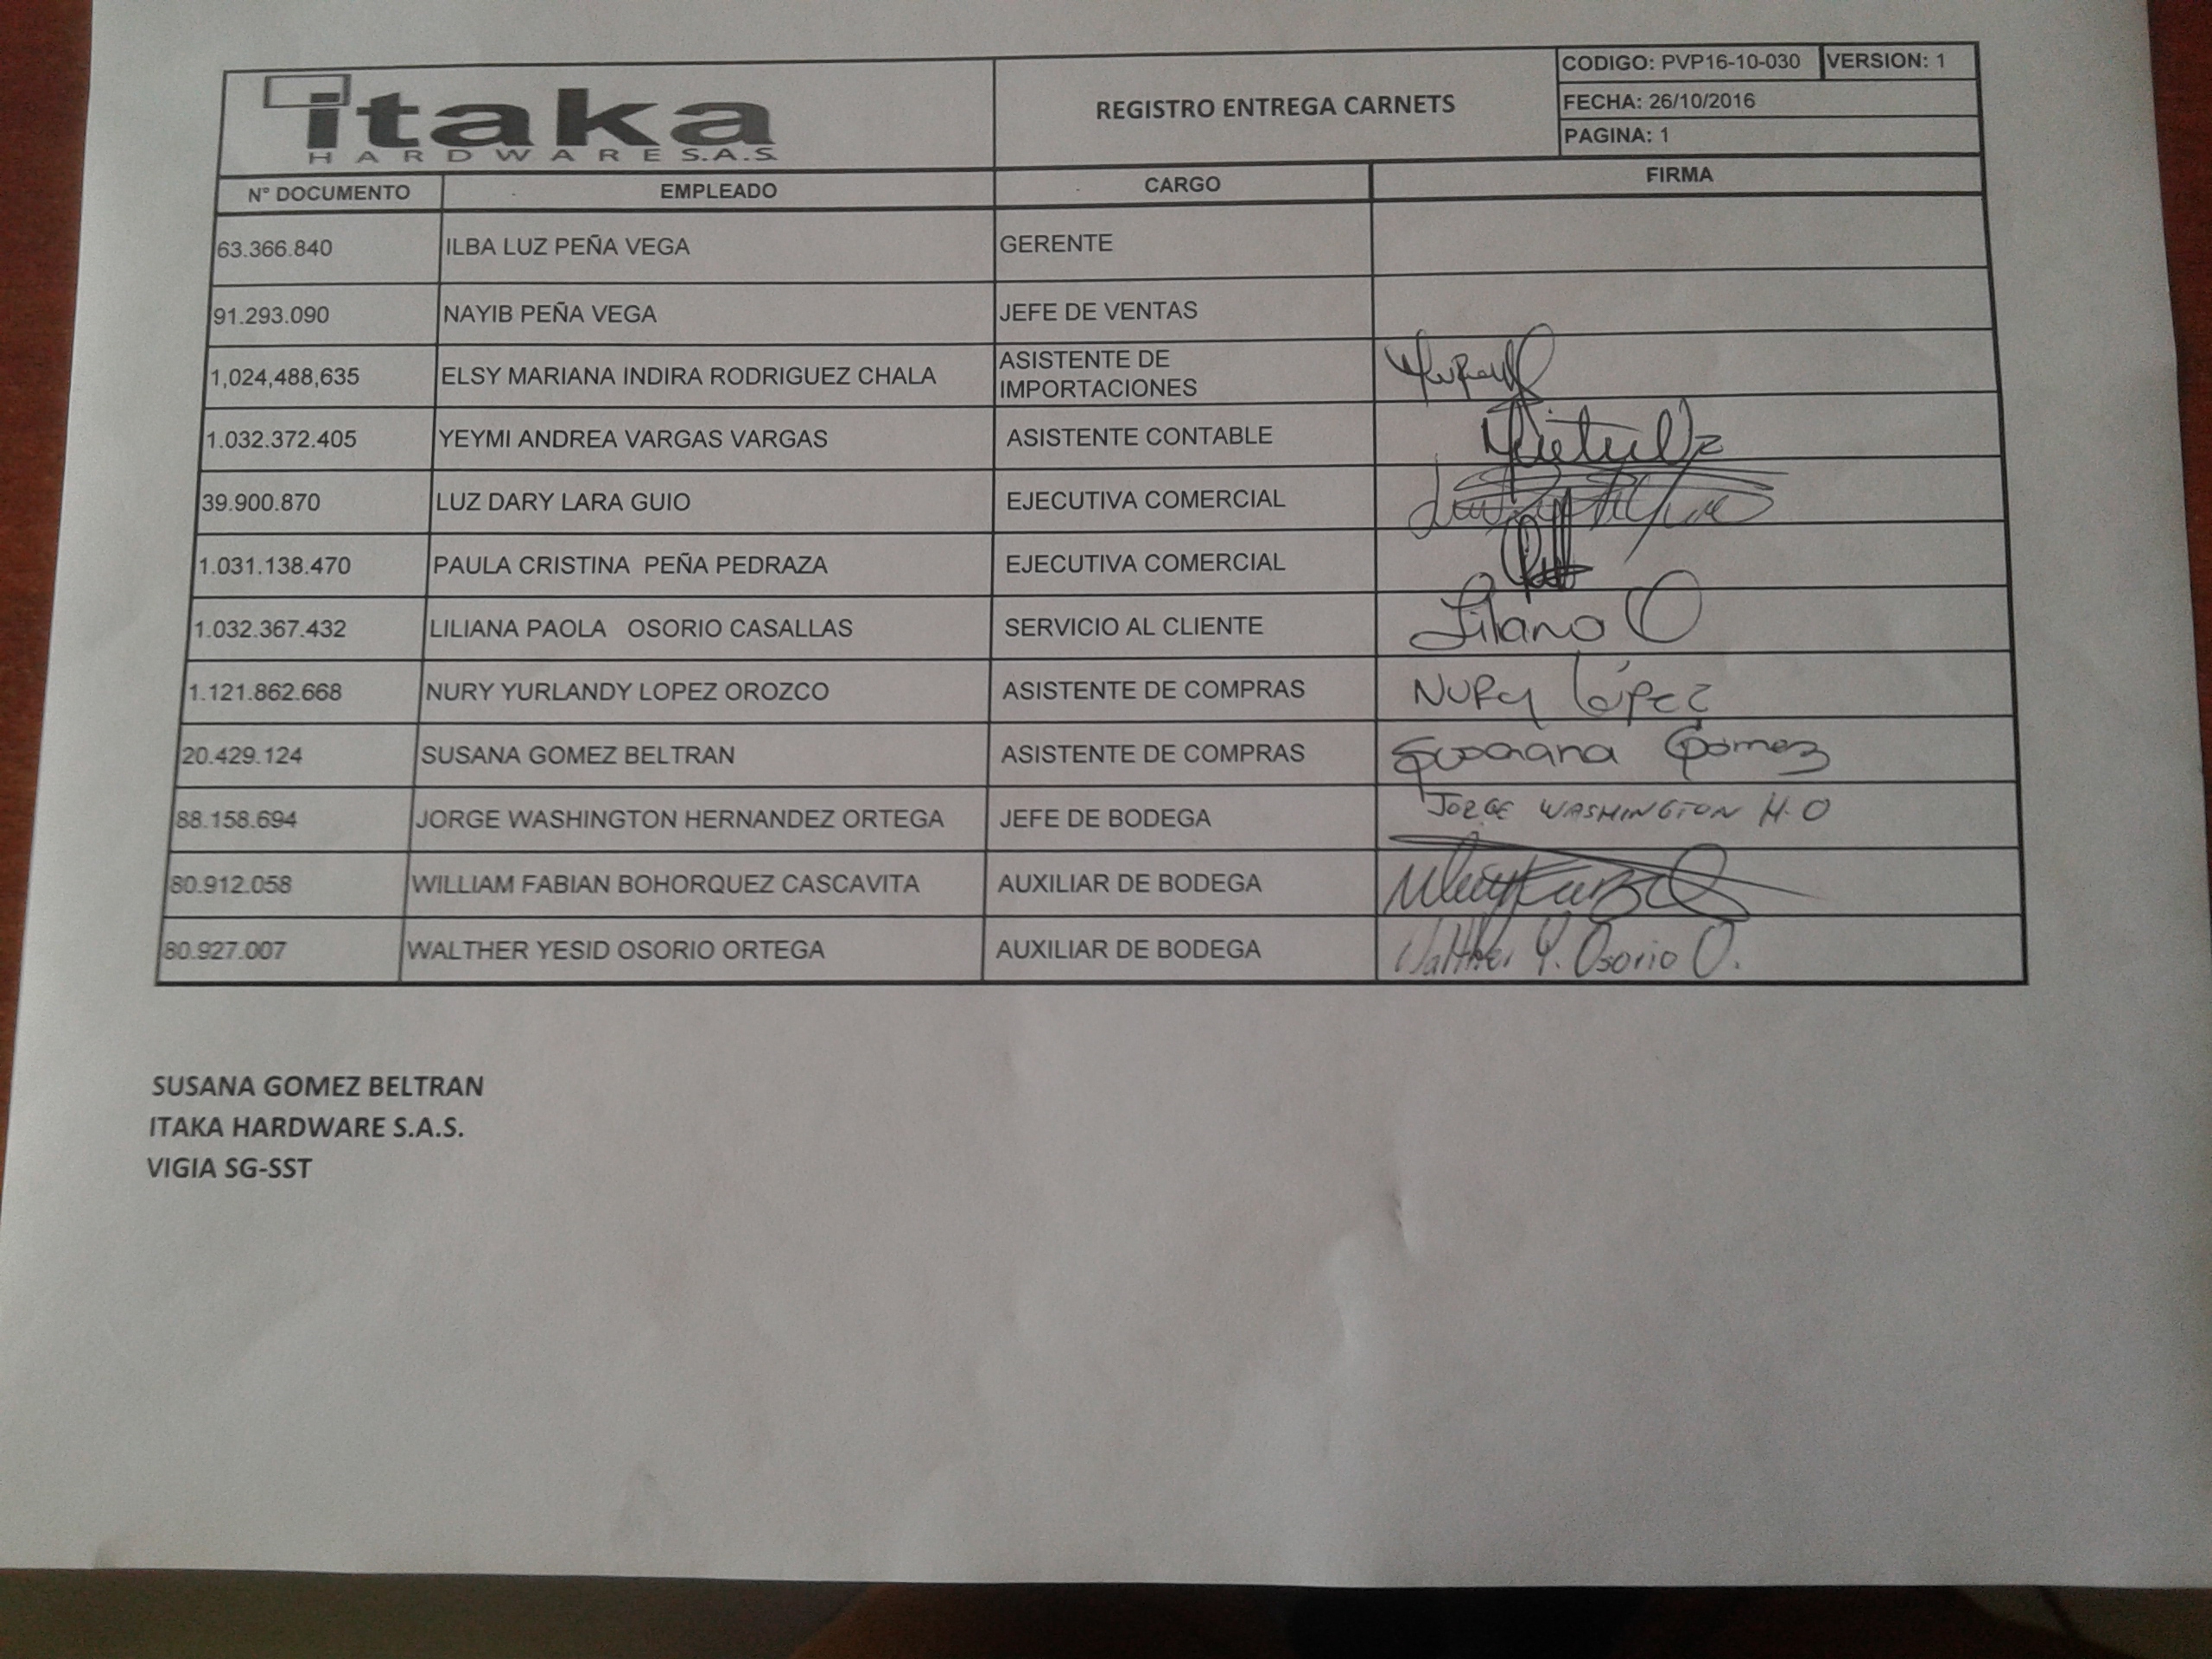 itaka
HARDWARE S.A.S.
REGISTRO ENTREGA CARNETS
CODIGO: PVP16-10-030 VERSION: 1
FECHA: 26/10/2016
PAGINA: 1
N° DOCUMENTO EMPLEADO CARGO FIRMA
63.366.840 ILBA LUZ PEÑA VEGA GERENTE
91.293.090 NAYIB PEÑA VEGA JEFE DE VENTAS
1,024,488,635 ELSY MARIANA INDIRA RODRIGUEZ CHALA ASISTENTE DE
IMPORTACIONES
1.032.372.405 YEYMI ANDREA VARGAS VARGAS ASISTENTE CONTABLE
39.900.870 LUZ DARY LARA GUIO EJECUTIVA COMERCIAL
1.031.138.470 PAULA CRISTINA PEÑA PEDRAZA EJECUTIVA COMERCIAL
1.032.367.432 LILIANA PAOLA OSORIO CASALLAS SERVICIO AL CLIENTE Liliana O
1.121.862.668 NURY YURLANDY LOPEZ OROZCO ASISTENTE DE COMPRAS NURY López
20.429.124 SUSANA GOMEZ BELTRAN ASISTENTE DE COMPRAS Susana Gomez
88.158.694 JORGE WASHINGTON HERNANDEZ ORTEGA JEFE DE BODEGA JORGE WASHINGTON H.O
80.912.058 WILLIAM FABIAN BOHORQUEZ CASCAVITA AUXILIAR DE BODEGA
80.927.007 WALTHER YESID OSORIO ORTEGA AUXILIAR DE BODEGA Walther Y. Osorio O.
SUSANA GOMEZ BELTRAN
ITAKA HARDWARE S.A.S.
VIGIA SG-SST